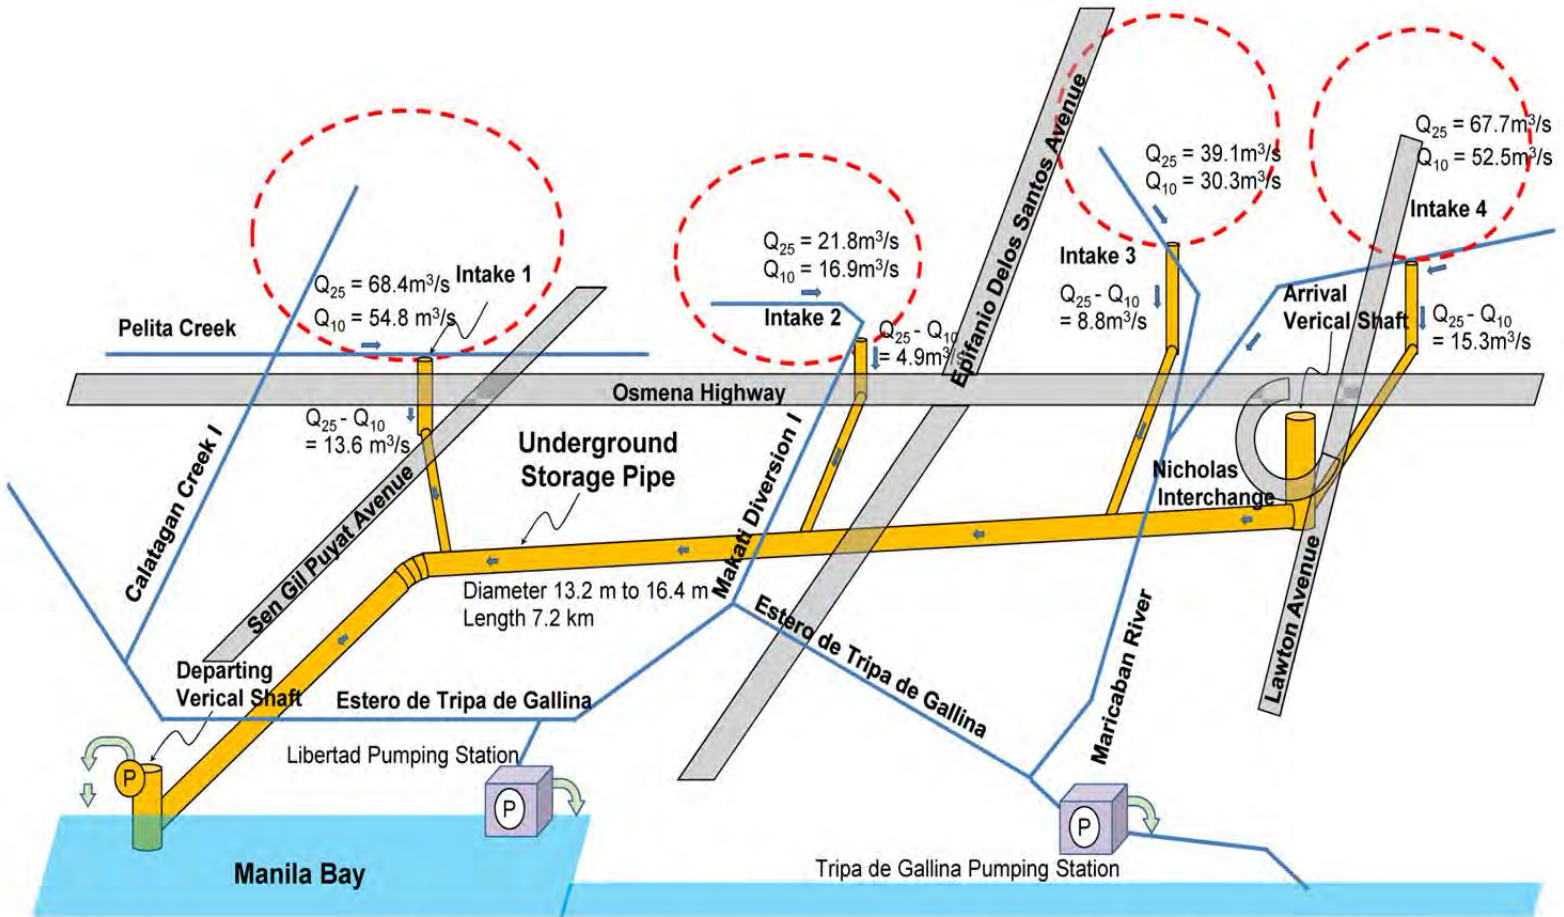 Q25 = 67.7m³/s
Q10 = 52.5m³/s
Intake 4
Q25 = 39.1m³/s
Q10 = 30.3m³/s
Epifanio Delos Santos Avenue
Intake 3
Q25 = 21.8m³/s
Q10 = 16.9m³/s
Intake 2
Q25 = 68.4m³/s
Intake 1
Q10 = 54.8 m³/s
Pelita Creek
Q25 - Q10
= 8.8m³/s
Arrival
Verical Shaft
Q25 - Q10
= 15.3m³/s
Q25 - Q10
= 4.9m³/s
Osmena Highway
Q25 - Q10
= 13.6 m³/s
Underground
Storage Pipe
Nicholas
Interchange
Calatagan Creek I
Sen Gil Puyat Avenue
Makati Diversion I
Diameter 13.2 m to 16.4 m
Length 7.2 km
Estero de Tripa de Gallina
Maricaban River
Lawton Avenue
Departing
Verical Shaft
Estero de Tripa de Gallina
Libertad Pumping Station
P
P
P
Tripa de Gallina Pumping Station
Manila Bay